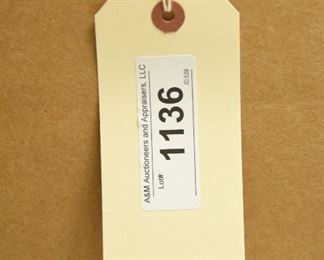 A&M Auctioneers and Appraisers, LLC
Lot#: 1136
ID:539